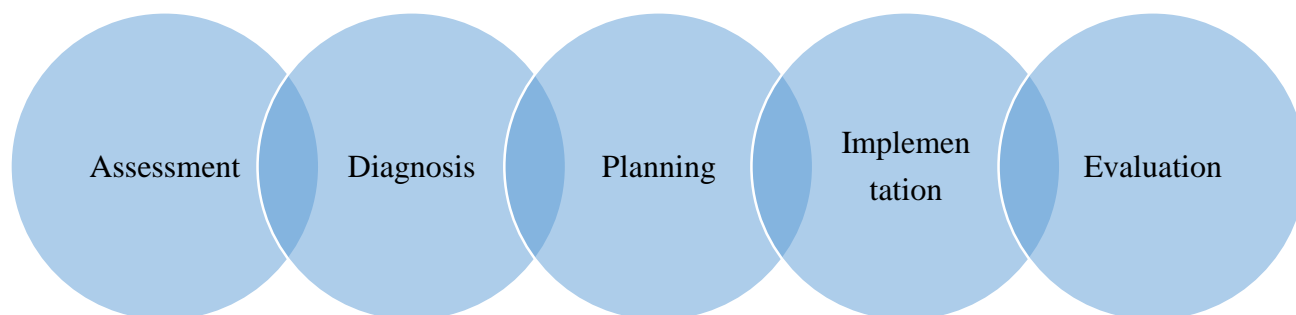 Assessment
Diagnosis
Planning
Implemen
tation
Evaluation